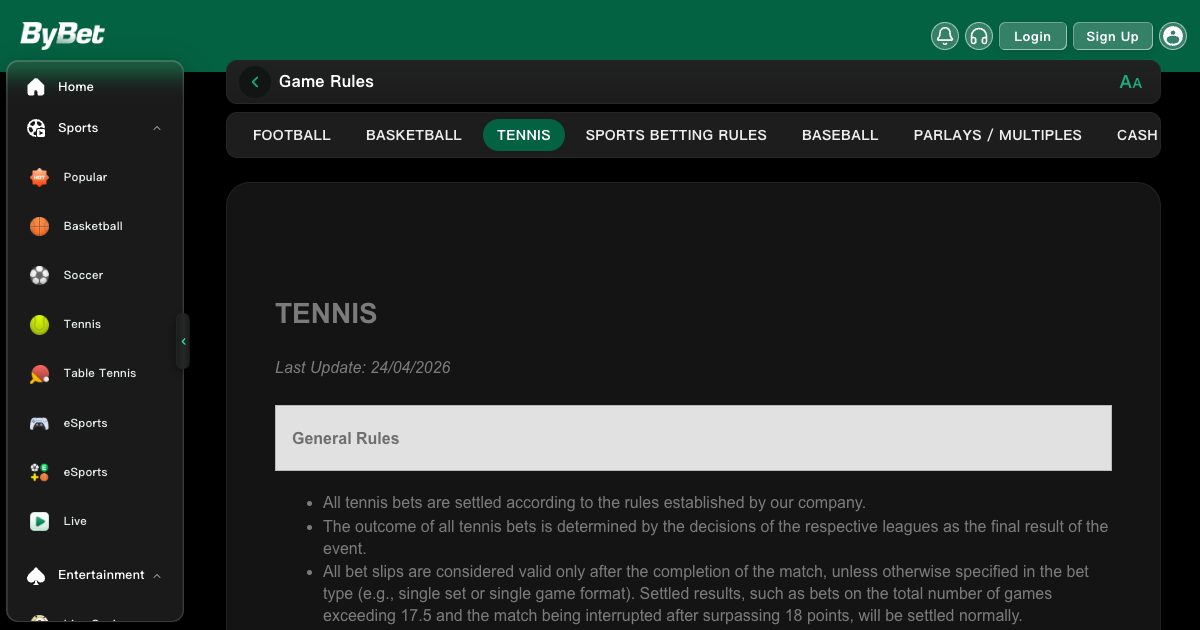 ByBet
Login
Sign Up
Home
Sports
Popular
Basketball
Soccer
Tennis
Table Tennis
eSports
eSports
Live
Entertainment
Game Rules
AA
FOOTBALL
BASKETBALL
TENNIS
SPORTS BETTING RULES
BASEBALL
PARLAYS / MULTIPLES
CASH
TENNIS
Last Update: 24/04/2026
General Rules
• All tennis bets are settled according to the rules established by our company.
• The outcome of all tennis bets is determined by the decisions of the respective leagues as the final result of the
event.
• All bet slips are considered valid only after the completion of the match, unless otherwise specified in the bet
type (e.g., single set or single game format). Settled results, such as bets on the total number of games
exceeding 17.5 and the match being interrupted after surpassing 18 points, will be settled normally.